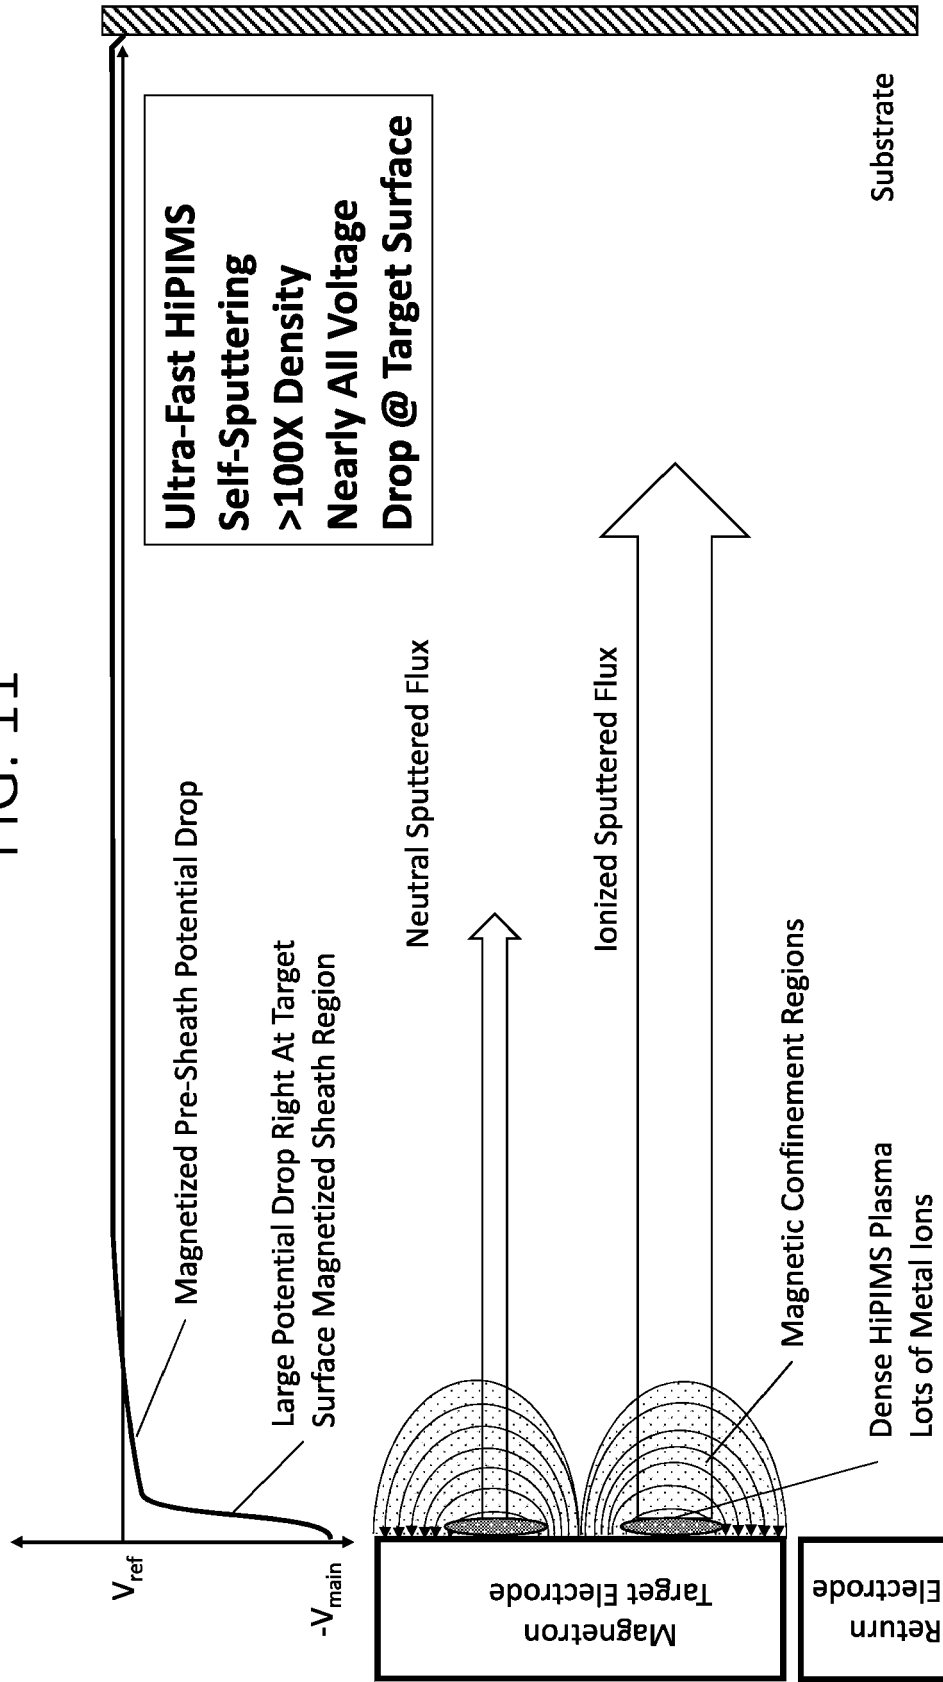 FIG. 11
V_ref
-V_main
Magnetized Pre-Sheath Potential Drop
Large Potential Drop Right At Target
Surface Magnetized Sheath Region
Ultra-Fast HiPIMS
Self-Sputtering
>100X Density
Nearly All Voltage
Drop @ Target Surface
Neutral Sputtered Flux
Ionized Sputtered Flux
Magnetic Confinement Regions
Dense HiPIMS Plasma
Lots of Metal Ions
Substrate
Magnetron
Target Electrode
Return